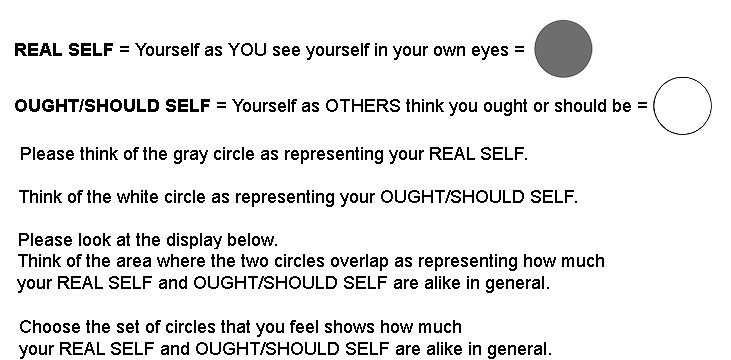 REAL SELF = Yourself as YOU see yourself in your own eyes =
OUGHT/SHOULD SELF = Yourself as OTHERS think you ought or should be =
Please think of the gray circle as representing your REAL SELF.
Think of the white circle as representing your OUGHT/SHOULD SELF.
Please look at the display below.
Think of the area where the two circles overlap as representing how much
your REAL SELF and OUGHT/SHOULD SELF are alike in general.
Choose the set of circles that you feel shows how much
your REAL SELF and OUGHT/SHOULD SELF are alike in general.